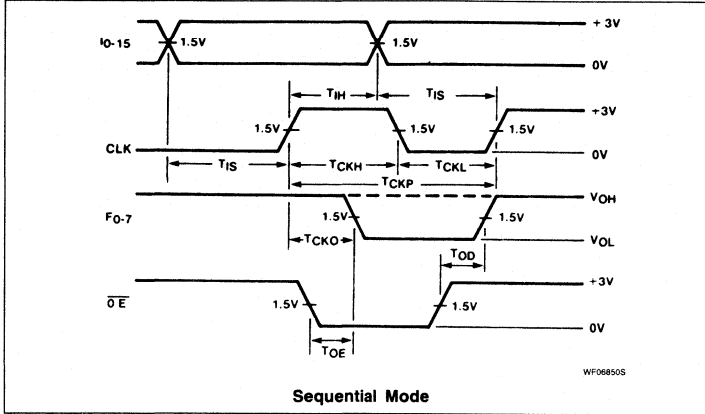 I0-15
1.5V
1.5V
+3V
0V
TIH
TIS
CLK
1.5V
1.5V
1.5V
+3V
0V
TIS
TCKH
TCKL
TCKP
F0-7
TCKO
1.5V
1.5V
VOH
VOL
TOD
OE
1.5V
1.5V
+3V
0V
TOE
WF06850S
Sequential Mode